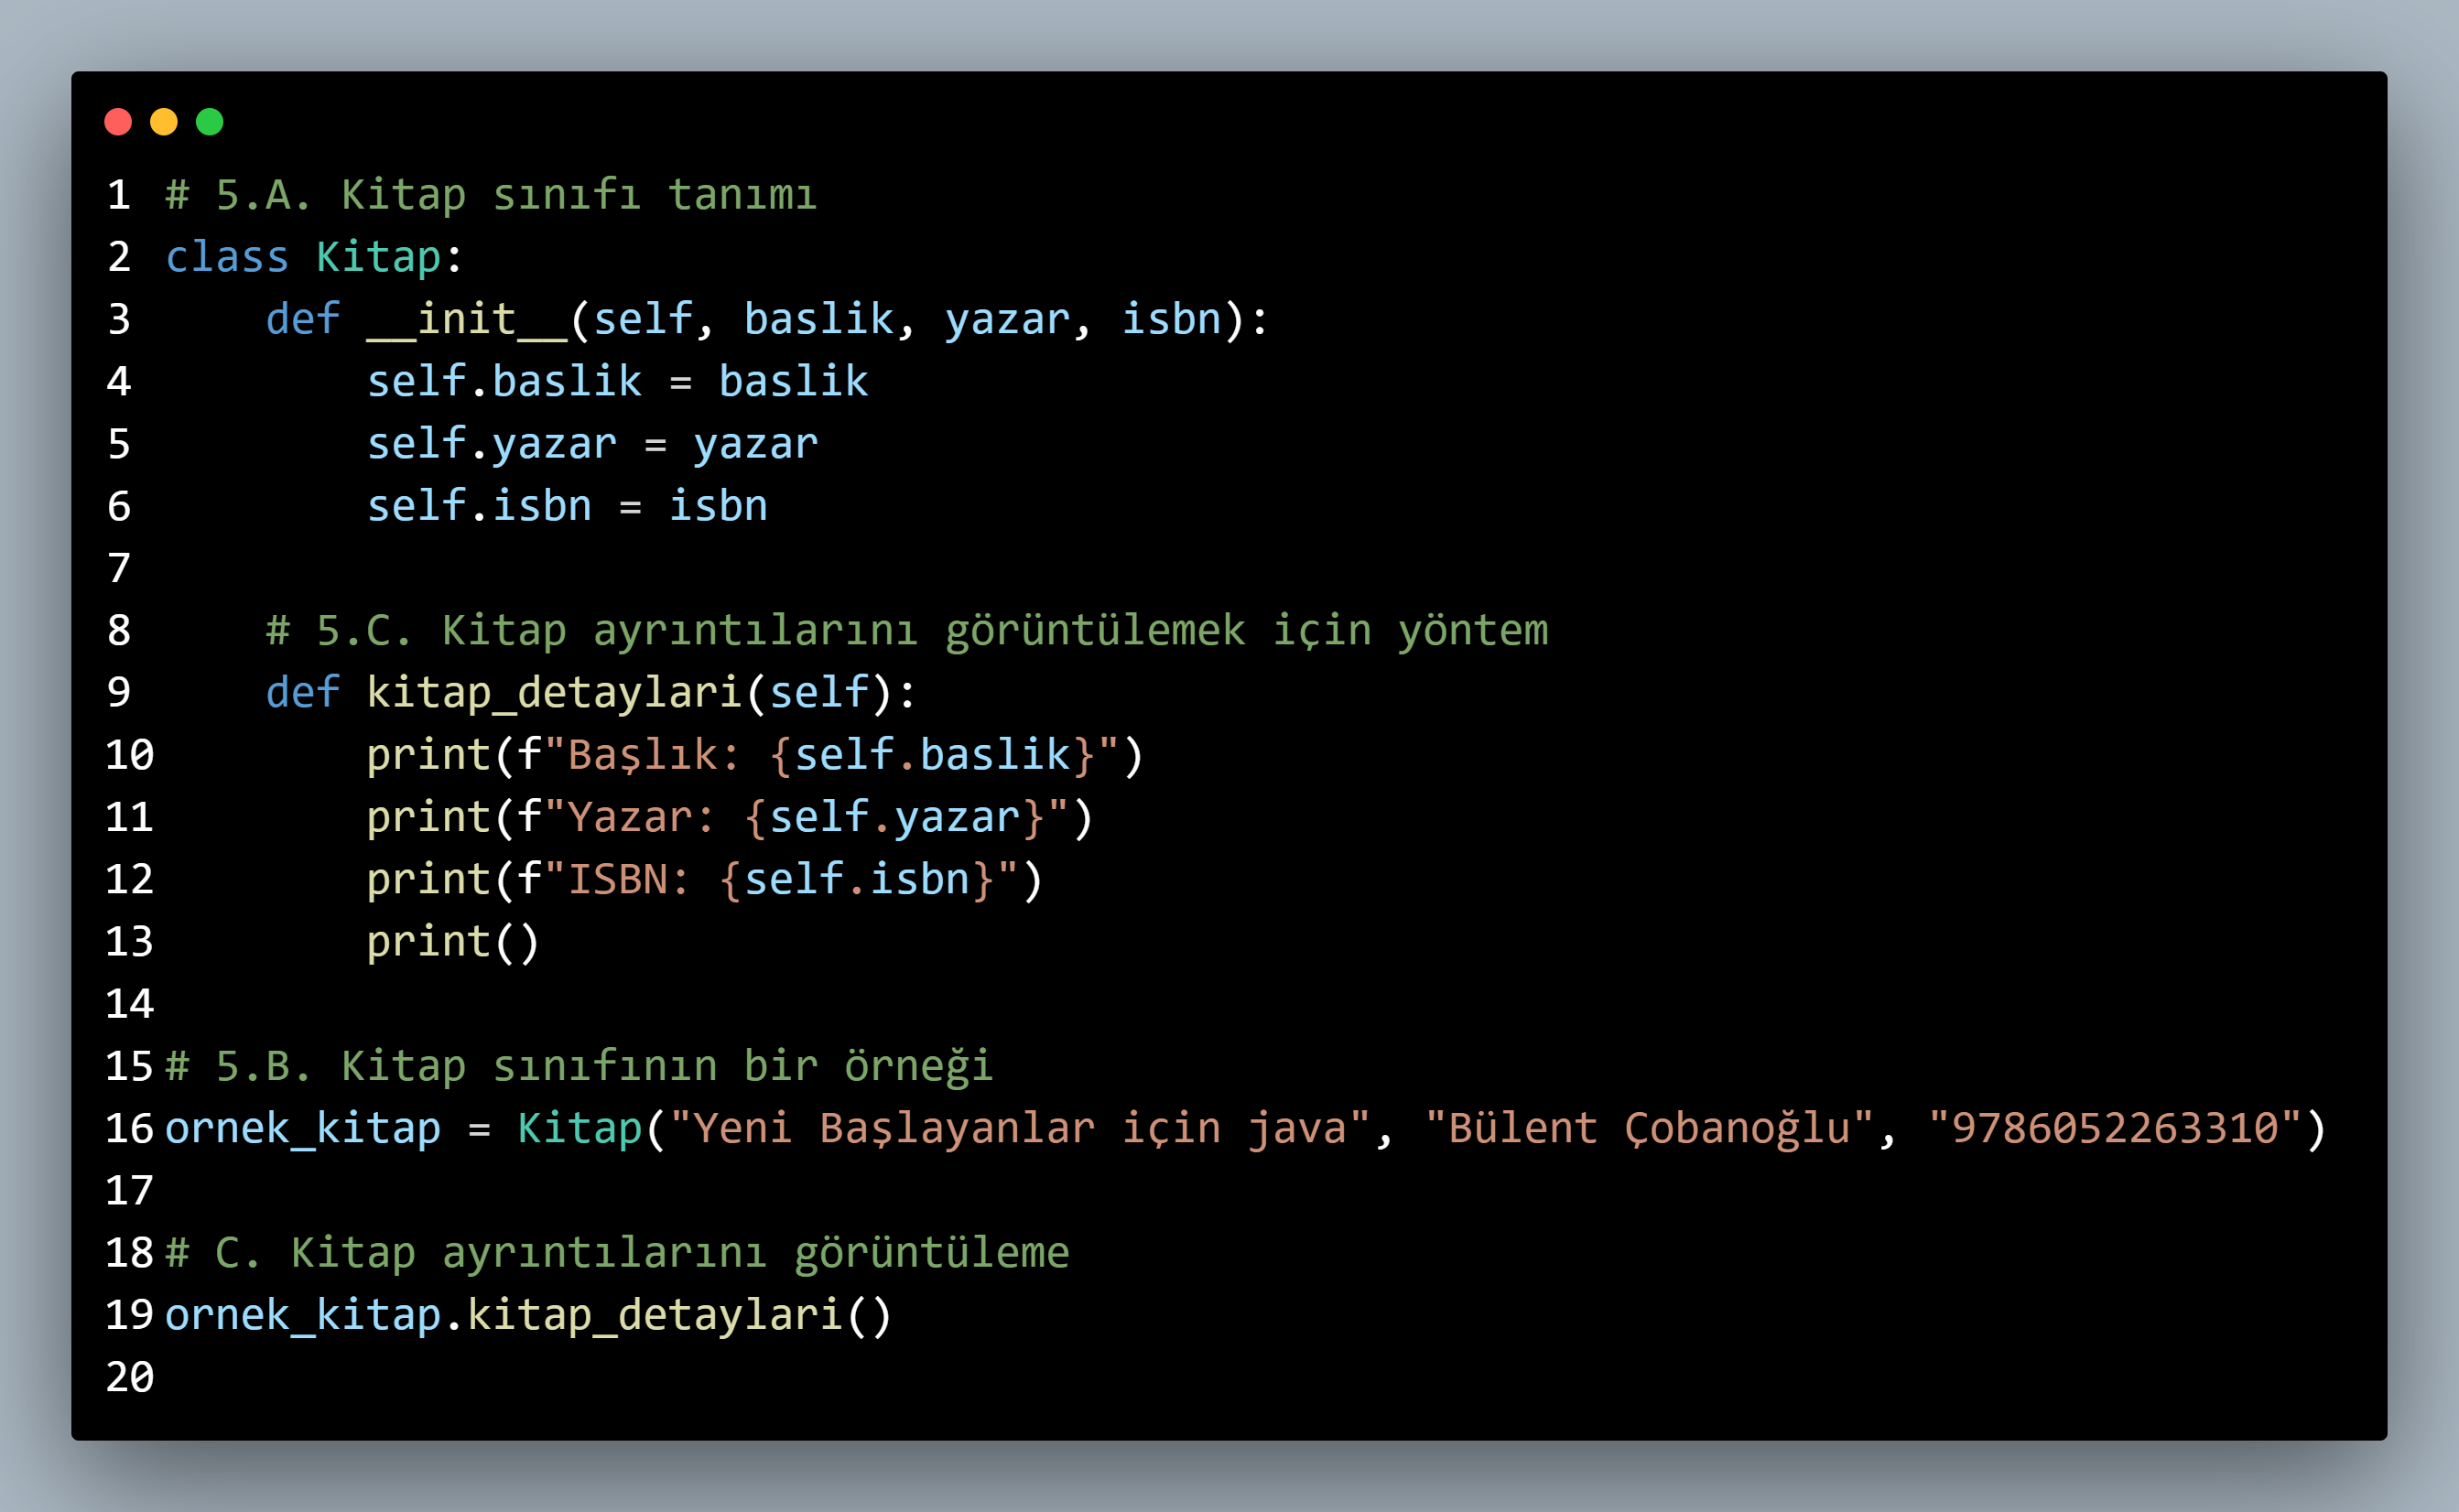 1 # 5.A. Kitap sınıfı tanımı
2 class Kitap:
3     def __init__(self, baslik, yazar, isbn):
4         self.baslik = baslik
5         self.yazar = yazar
6         self.isbn = isbn
7
8     # 5.C. Kitap ayrıntılarını görüntülemek için yöntem
9     def kitap_detaylari(self):
10         print(f"Başlık: {self.baslik}")
11         print(f"Yazar: {self.yazar}")
12         print(f"ISBN: {self.isbn}")
13         print()
14
15 # 5.B. Kitap sınıfının bir örneği
16 ornek_kitap = Kitap("Yeni Başlayanlar için java", "Bülent Çobanoğlu", "9786052263310")
17
18 # C. Kitap ayrıntılarını görüntüleme
19 ornek_kitap.kitap_detaylari()
20